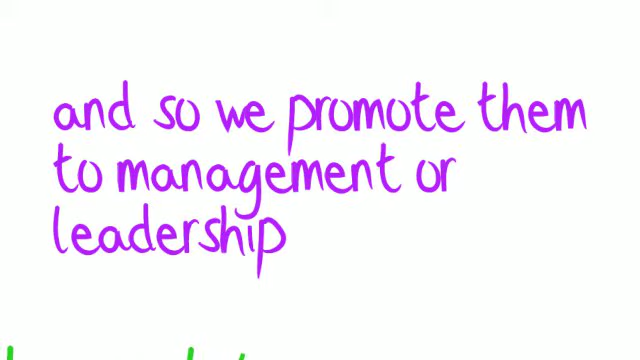 and so we promote them
to management or
leadership